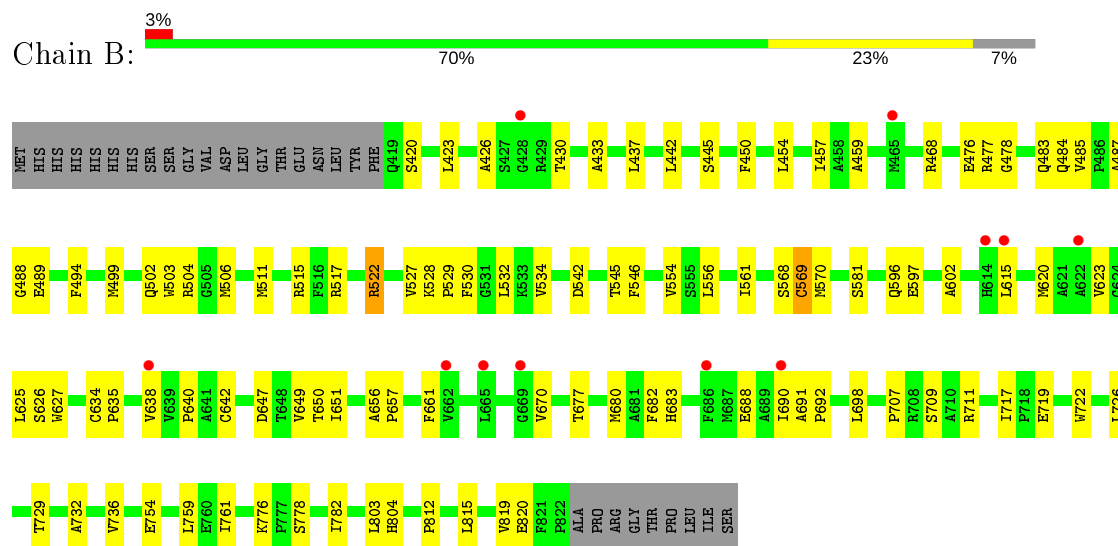 3%
Chain B:
70% 23% 7%
MET HIS HIS HIS HIS HIS HIS SER SER GLY VAL ASP LEU GLY THR GLU ASN LEU TYR PHE Q419 S420 L423 A426 S427 G428 R429 T430 A433 L437 L442 S445 F450 L454 I457 A458 A459 M465 R468 E476 R477 G478 Q483 Q484 V485 P486 A487
G488 E489 F494 M499 Q502 W503 R504 G505 M506 M511 R515 F516 R517 R522 V527 K528 P529 F530 G531 L532 K533 V534 D542 T545 F546 V554 S555 L556 I561 S568 C569 M570 S581 Q596 E597 A602 H614 L615 M620 A621 A622 V623 G624
L625 S626 W627 C634 P635 V638 V639 P640 A641 C642 D647 T648 V649 T650 I651 A656 P657 F661 V662 L665 G669 V670 T677 M680 A681 F682 H683 F686 M687 E688 A689 I690 A691 P692 L698 P707 R708 S709 A710 R711 I717 P718 E719 W722 L726
T729 A732 V736 E754 L759 E760 I761 K776 P777 S778 I782 L803 H804 P812 L815 V819 E820 F821 P822 ALA PRO ARG GLY THR PRO LEU ILE SER